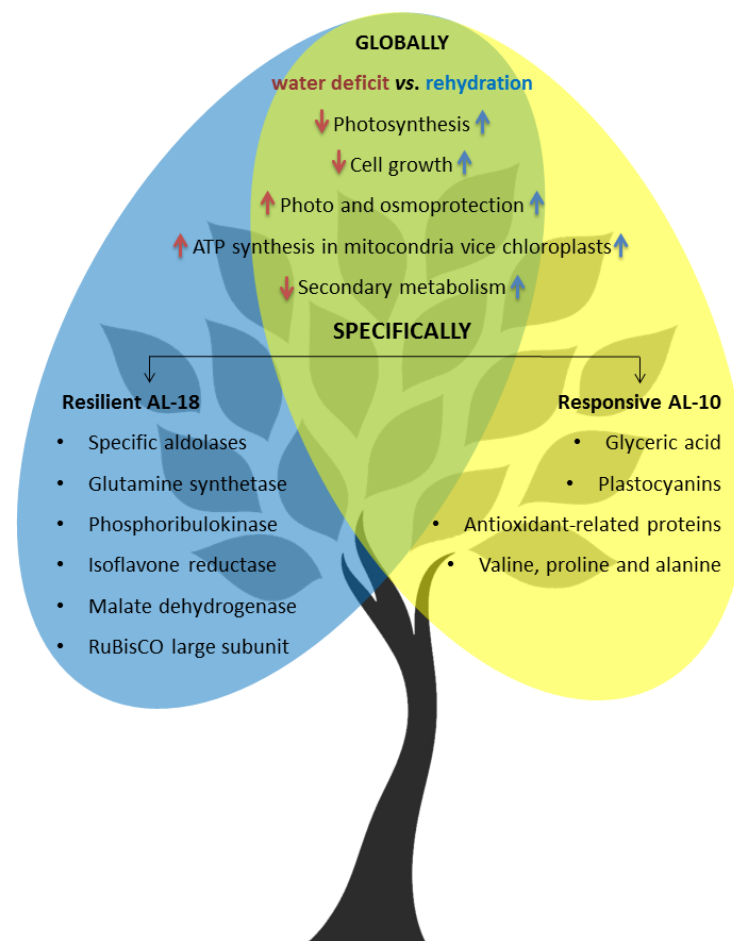 GLOBALLY
water deficit vs. rehydration
↓ Photosynthesis ↑
↓ Cell growth ↑
↑ Photo and osmoprotection ↑
↑ ATP synthesis in mitocondria vice chloroplasts ↑
↓ Secondary metabolism ↑
SPECIFICALLY
Resilient AL-18
• Specific aldolases
• Glutamine synthetase
• Phosphoribulokinase
• Isoflavone reductase
• Malate dehydrogenase
• RuBisCO large subunit
Responsive AL-10
• Glyceric acid
• Plastocyanins
• Antioxidant-related proteins
• Valine, proline and alanine